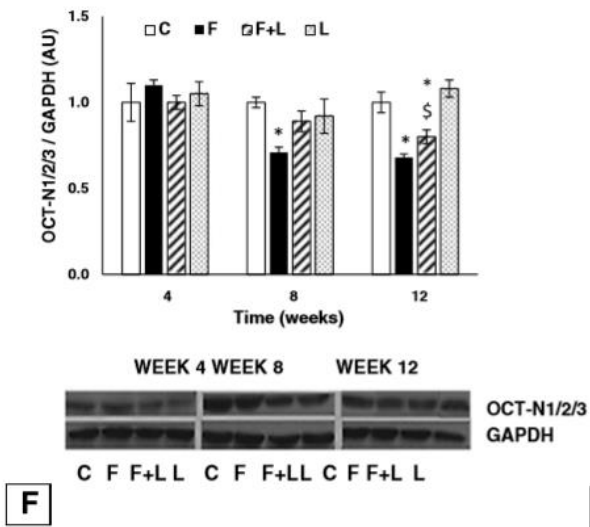 1.5
C F F+L L
OCT-N1/2/3 / GAPDH (AU)
*
1.0
$
* *
0.5
0.0
4 8 12
Time (weeks)
WEEK 4 WEEK 8 WEEK 12
OCT-N1/2/3
GAPDH
C F F+L L C F F+LL C F F+L L
F